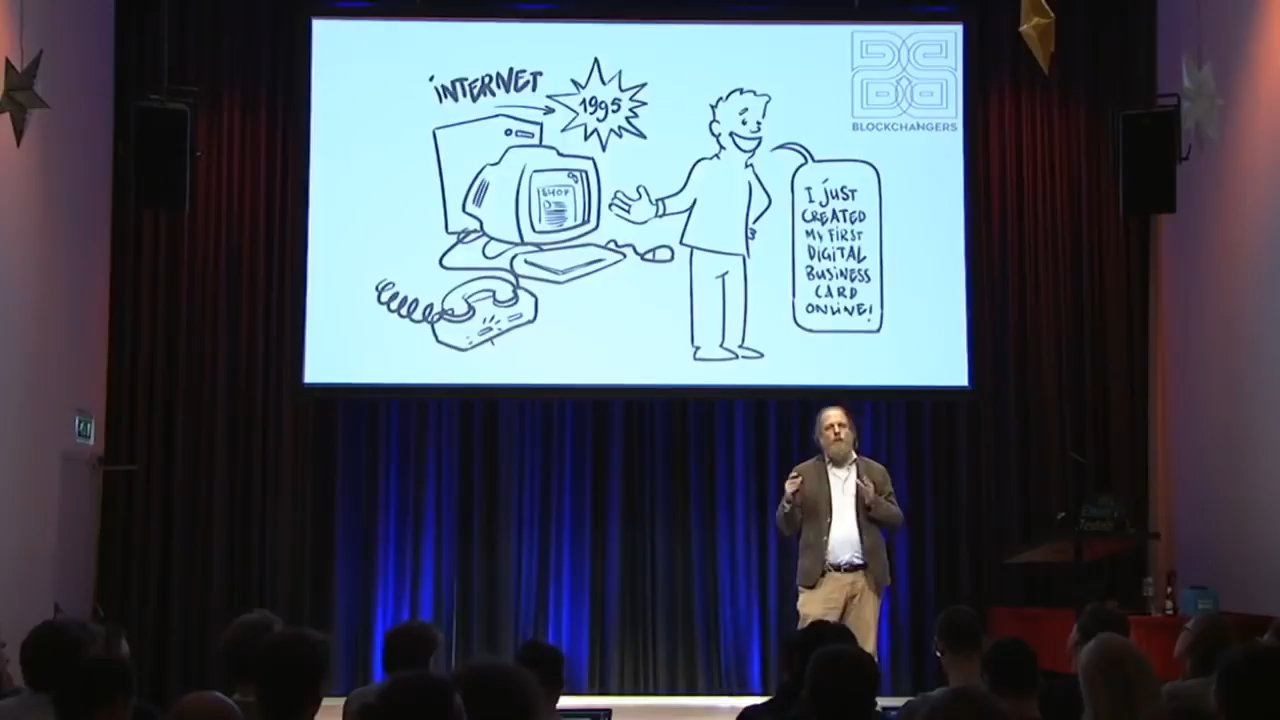 INTERNET
1995
SHOP
BLOCKCHANGERS
I JUST
CREATED
MY FIRST
DIGITAL
BUSINESS
CARD
ONLINE!